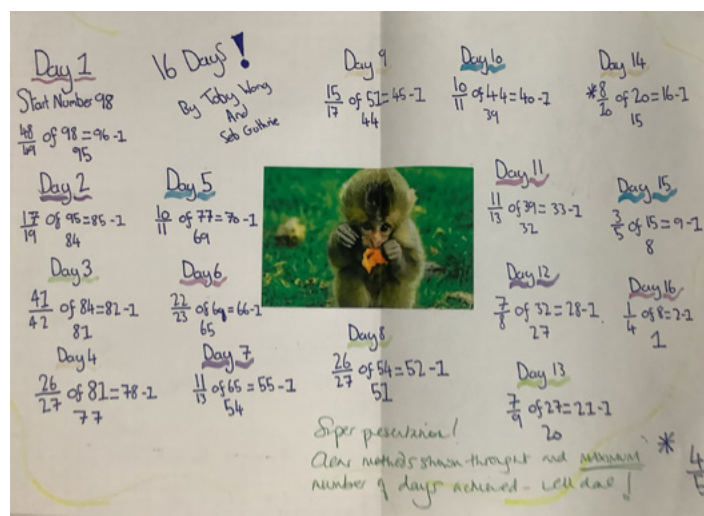 Day 1
Start Number 98
48/49 of 98=96-1
95
Day 2
17/19 of 95=85-1
84
Day 3
41/42 of 84=82-1
81
Day 4
26/27 of 81=78-1
77
16 Days!
By Toby Wong
And
Seb Guthrie
Day 5
10/11 of 77=70-1
69
Day 6
22/23 of 69=66-1
65
Day 7
11/13 of 65=55-1
54
Day 8
26/27 of 54=52-1
51
Day 9
15/17 of 51=45-1
44
Day 10
10/11 of 44=40-1
39
Day 11
11/13 of 39=33-1
32
Day 12
7/8 of 32=28-1
27
Day 13
7/9 of 27=21-1
20
Day 14
*8/20 of 20=16-1
15
Day 15
3/5 of 15=9-1
8
Day 16
1/4 of 8=2-1
1
Super presentation!
Clear methods shown throught and maximum
number of days achieved - well done!
* 4/5